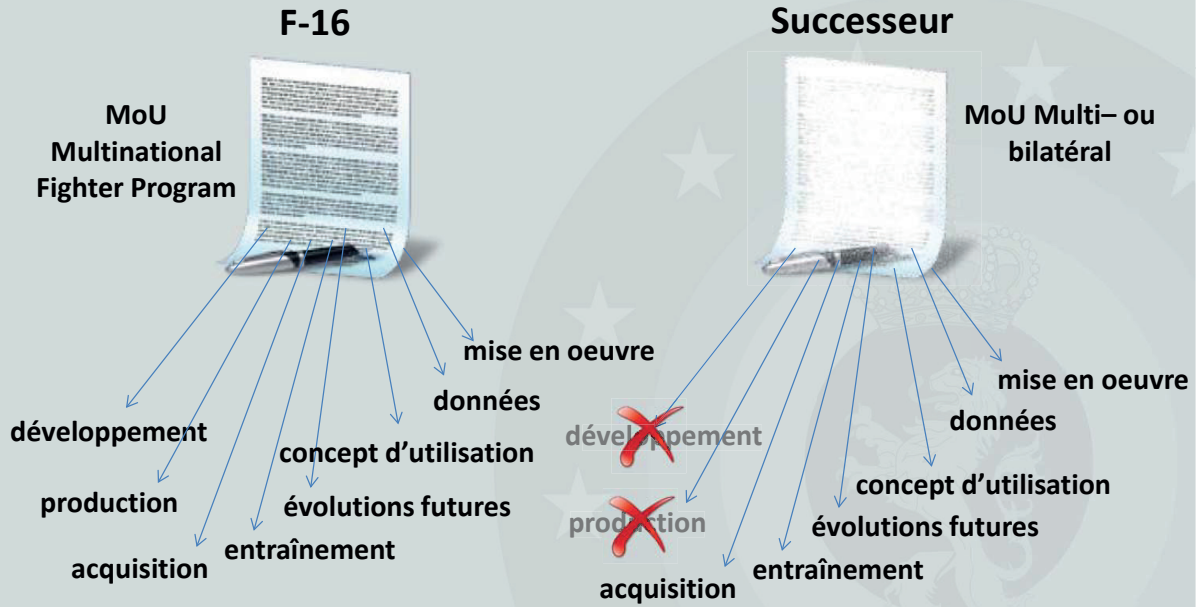 F-16
MoU
Multinational
Fighter Program
mise en oeuvre
données
développement
concept d'utilisation
production
évolutions futures
entraînement
acquisition
Successeur
MoU Multi– ou
bilatéral
mise en oeuvre
données
développement
concept d'utilisation
production
évolutions futures
entraînement
acquisition